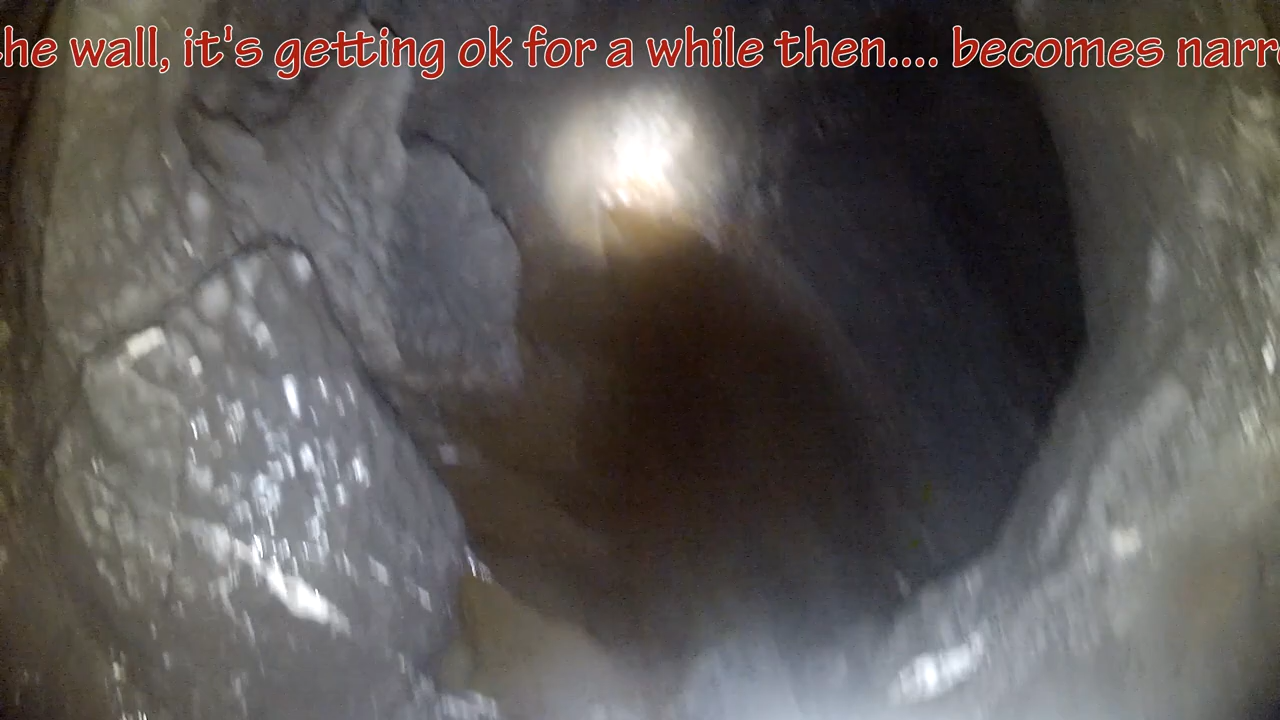 he wall, it's getting ok for a while then.... becomes narr